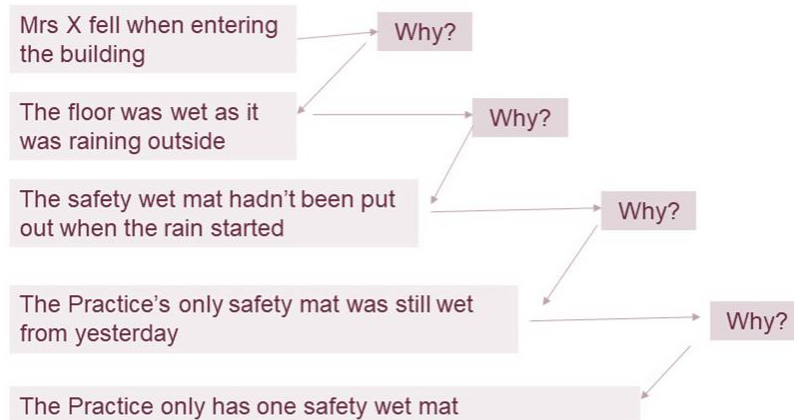 Mrs X fell when entering
the building
Why?
The floor was wet as it
was raining outside
Why?
The safety wet mat hadn't been put
out when the rain started
Why?
The Practice's only safety mat was still wet
from yesterday
Why?
The Practice only has one safety wet mat